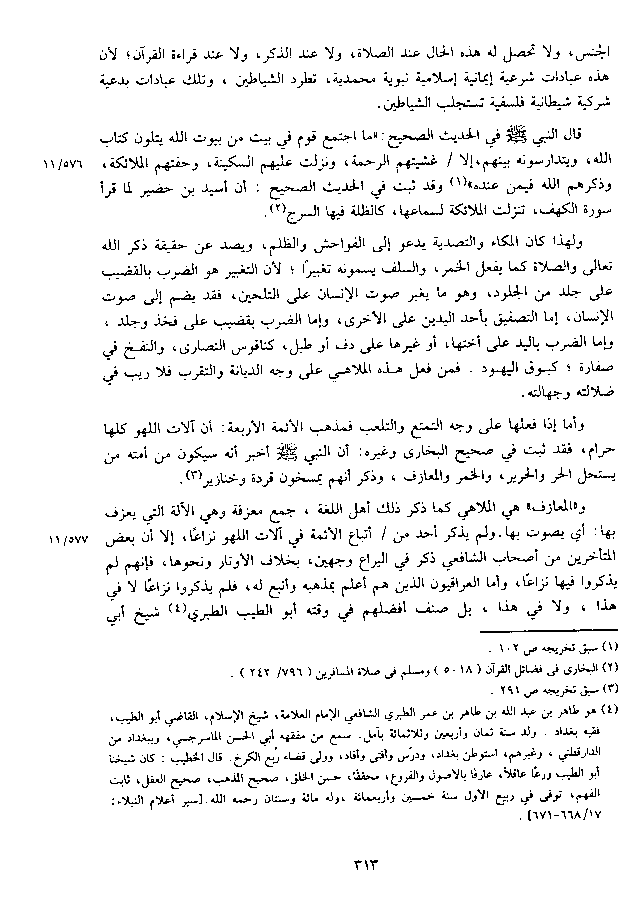 الجنس، ولا تحصل له هذه الحال عند الصلاة، ولا عند الذكر، ولا عند قراءة القرآن؛ لأن
هذه عبادات شرعية إيمانية إسلامية نبوية محمدية، تطرد الشياطين ، وتلك عبادات بدعية
شركية شيطانية فلسفية تستجلب الشياطين.
قال النبي ﷺ في الحديث الصحيح: «ما اجتمع قوم في بيت من بيوت الله يتلون كتاب
الله، ويتدارسونه بينهم، إلا / غشيتهم الرحمة، ونزلت عليهم السكينة، وحفتهم الملائكة، ١١/٥٧٦
وذكرهم الله فيمن عنده»(١) وقد ثبت في الحديث الصحيح : أن أسيد بن حضير لما قرأ
سورة الكهف، تنزلت الملائكة لسماعها، كالظلة فيها السرج(٢).
ولهذا كان المكاء والتصدية يدعو إلى الفواحش والظلم، ويصد عن حقيقة ذكر الله
تعالى والصلاة كما يفعل الخمر، والسلف يسمونه تغبيرًا ؛ لأن التغبير هو الضرب بالقضيب
على جلد من الجلود، وهو ما يغبر صوت الإنسان على التلحين، فقد يضم إلى صوت
الإنسان، إما التصفيق بأحد اليدين على الأخرى، وإما الضرب بقضيب على فخذ وجلد ،
وإما الضرب باليد على أختها، أو غيرها على دف أو طبل، كناقوس النصارى، والنفخ في
صفارة ؛ كبوق اليهود . فمن فعل هذه الملاهي على وجه الديانة والتقرب فلا ريب في
ضلالته وجهالته.
وأما إذا فعلها على وجه التمتع والتلعب فمذهب الأئمة الأربعة: أن آلات اللهو كلها
حرام، فقد ثبت في صحيح البخارى وغيره: أن النبي ﷺ أخبر أنه سيكون من أمته من
يستحل الحر والحرير، والخمر والمعازف ، وذكر أنهم يمسخون قردة وخنازير(٣).
و«المعازف» هي الملاهي كما ذكر ذلك أهل اللغة ، جمع معزفة وهي الآلة التي يعزف
بها: أي يصوت بها. ولم يذكر أحد من / أتباع الأئمة في آلات اللهو نزاعًا، إلا أن بعض ١١/٥٧٧
المتأخرين من أصحاب الشافعي ذكر في اليراع وجهين، بخلاف الأوتار ونحوها، فإنهم لم
يذكروا فيها نزاعًا، وأما العراقيون الذين هم أعلم بمذهبه وأتبع له، فلم يذكروا نزاعًا لا في
هذا ، ولا في هذا ، بل صنف أفضلهم في وقته أبو الطيب الطبري(٤) شيخ أبي
(١) سبق تخريجه ص ١٠٢ .
(٢) البخارى فى فضائل القرآن ( ٥٠١٨ ) ومسلم فى صلاة المسافرين ( ٧٩٦/ ٢٤٢ ) .
(٣) سبق تخريجه ص ٢٩١ .
(٤) هو طاهر بن عبد الله بن طاهر بن عمر الطبري الشافعي الإمام العلامة، شيخ الإسلام، القاضي أبو الطيب،
فقيه بغداد . ولد سنة ثمان وأربعين وثلاثمائة بآمل. سمع من مفقهه أبي الحسن الماسرجسي، وببغداد من
الدارقطني ، وغيرهم، استوطن بغداد، ودرّس وأفتى وأفاد، وولى قضاء ربُع الكرخ. قال الخطيب : كان شيخنا
أبو الطيب ورعًا عاقلاً، عارفا بالأصول والفروع، محققًا، حسن الخلق، صحيح المذهب، صحيح العقل، ثابت
الفهم، توفى في ربيع الأول سنة خمسين وأربعمائة ،وله مائة وسنتان رحمه الله. [سير أعلام النبلاء:
١٧/ ٦٦٨-٦٧١] .
٣١٣